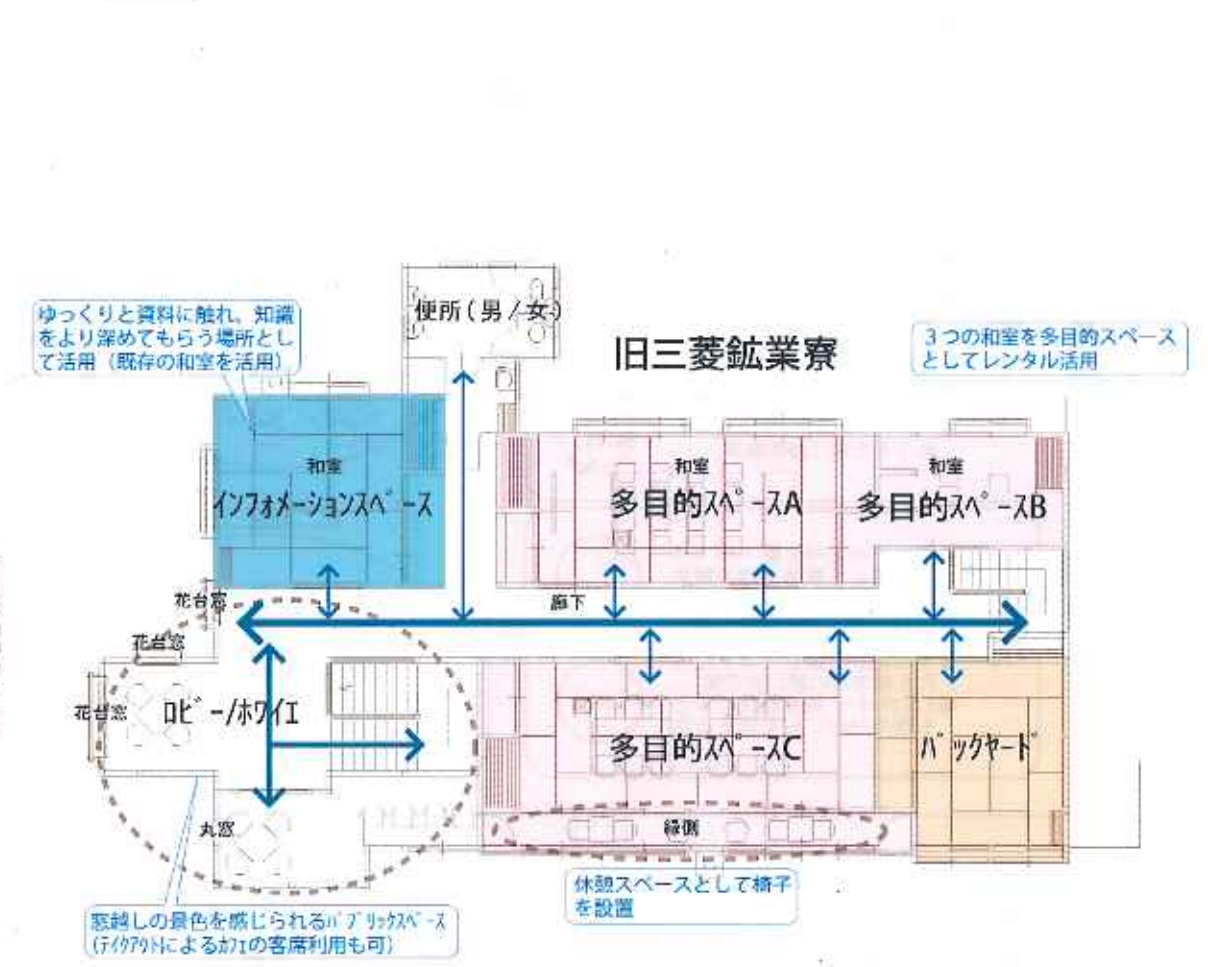 便所(男/女)
ゆっくりと資料に触れ、知識
をより深めてもらう場所とし
て活用（既存の和室を活用）
旧三菱鉱業寮
３つの和室を多目的スペース
としてレンタル活用
和室
インフォメーションスペース
和室
多目的スペースA
和室
多目的スペースB
花台窓
廊下
花台窓
花台窓
ロビー/ホワイエ
多目的スペースC
バックヤード
丸窓
縁側
休憩スペースとして椅子
を設置
窓越しの景色を感じられるパブリックスペース
(テイクアウトによるカフェの客席利用も可)